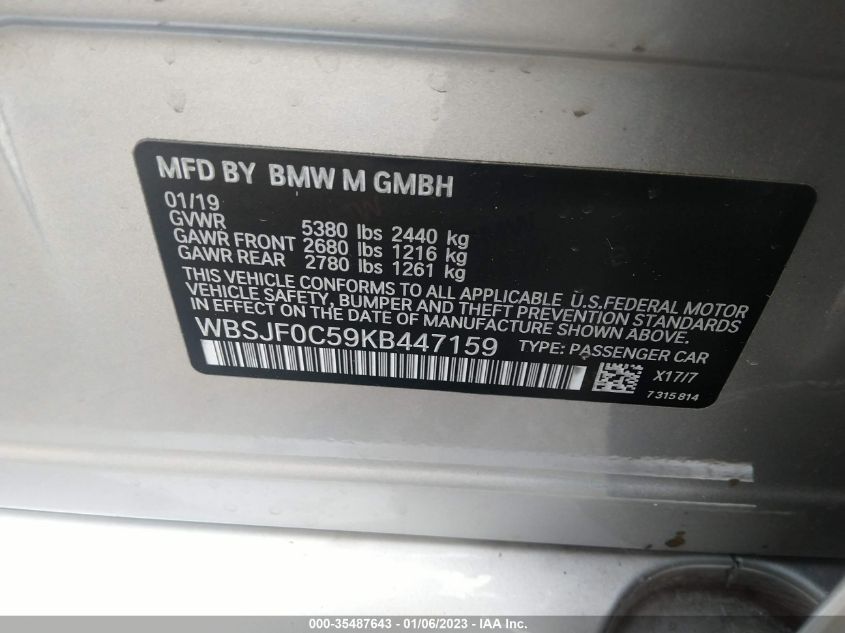 MFD BY BMW M GMBH
01/19
GVWR 5380 lbs 2440 kg
GAWR FRONT 2680 lbs 1216 kg
GAWR REAR 2780 lbs 1261 kg
THIS VEHICLE CONFORMS TO ALL APPLICABLE U.S.FEDERAL MOTOR
VEHICLE SAFETY, BUMPER AND THEFT PREVENTION STANDARDS
IN EFFECT ON THE DATE OF MANUFACTURE SHOWN ABOVE.
WBSJF0C59KB447159 TYPE: PASSENGER CAR
X17/7
7 315 814
000-35487643 - 01/06/2023 - IAA Inc.